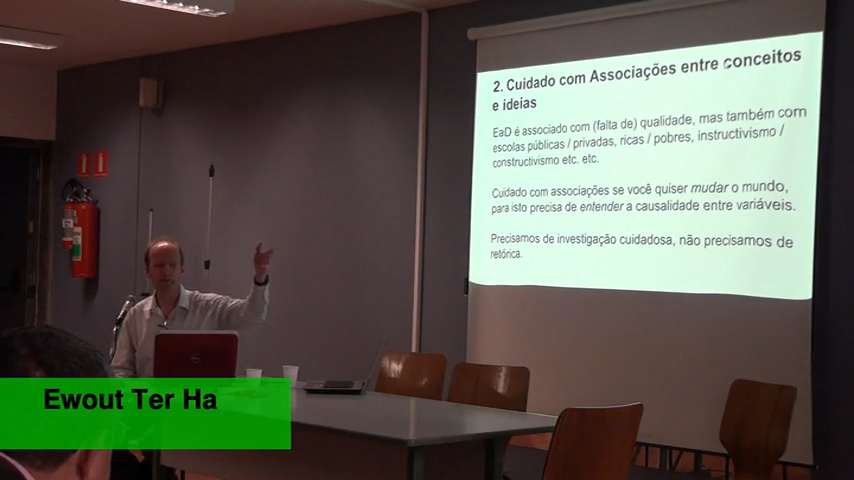 2. Cuidado com Associações entre conceitos
e ideias
EaD é associado com (falta de) qualidade, mas também com
escolas públicas / privadas, ricas / pobres, instructivismo /
constructivismo etc. etc.
Cuidado com associações se você quiser mudar o mundo,
para isto precisa de entender a causalidade entre variáveis.
Precisamos de investigação cuidadosa, não precisamos de
retórica.
Ewout Ter Ha